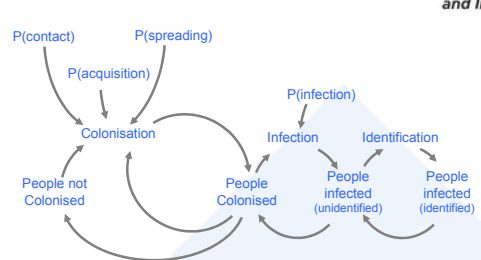 and I
P(contact)
P(spreading)
P(acquisition)
P(infection)
Colonisation
Infection
Identification
People not
Colonised
People
Colonised
People
infected
(unidentified)
People
infected
(identified)